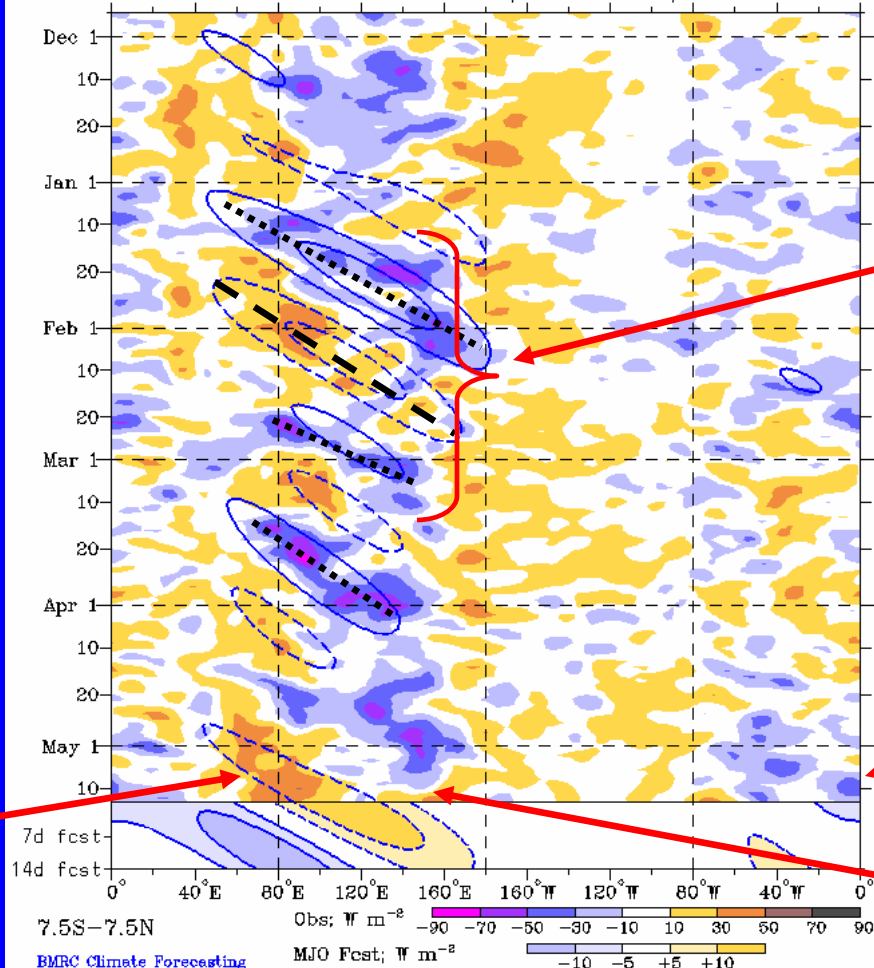 Dec 1
10
20
Jan 1
10
20
Feb 1
10
20
Mar 1
10
20
Apr 1
10
20
May 1
10
7d fcst
14d fcst
0° 40°E 80°E 120°E 160°E 160°W 120°W 80°W 40°W 0°
7.5S-7.5N
Obs; W m⁻²
-90 -70 -50 -30 -10 10 30 50 70 90
BMRC Climate Forecasting
MJO Fcst; W m⁻²
-10 -5 +5 +10